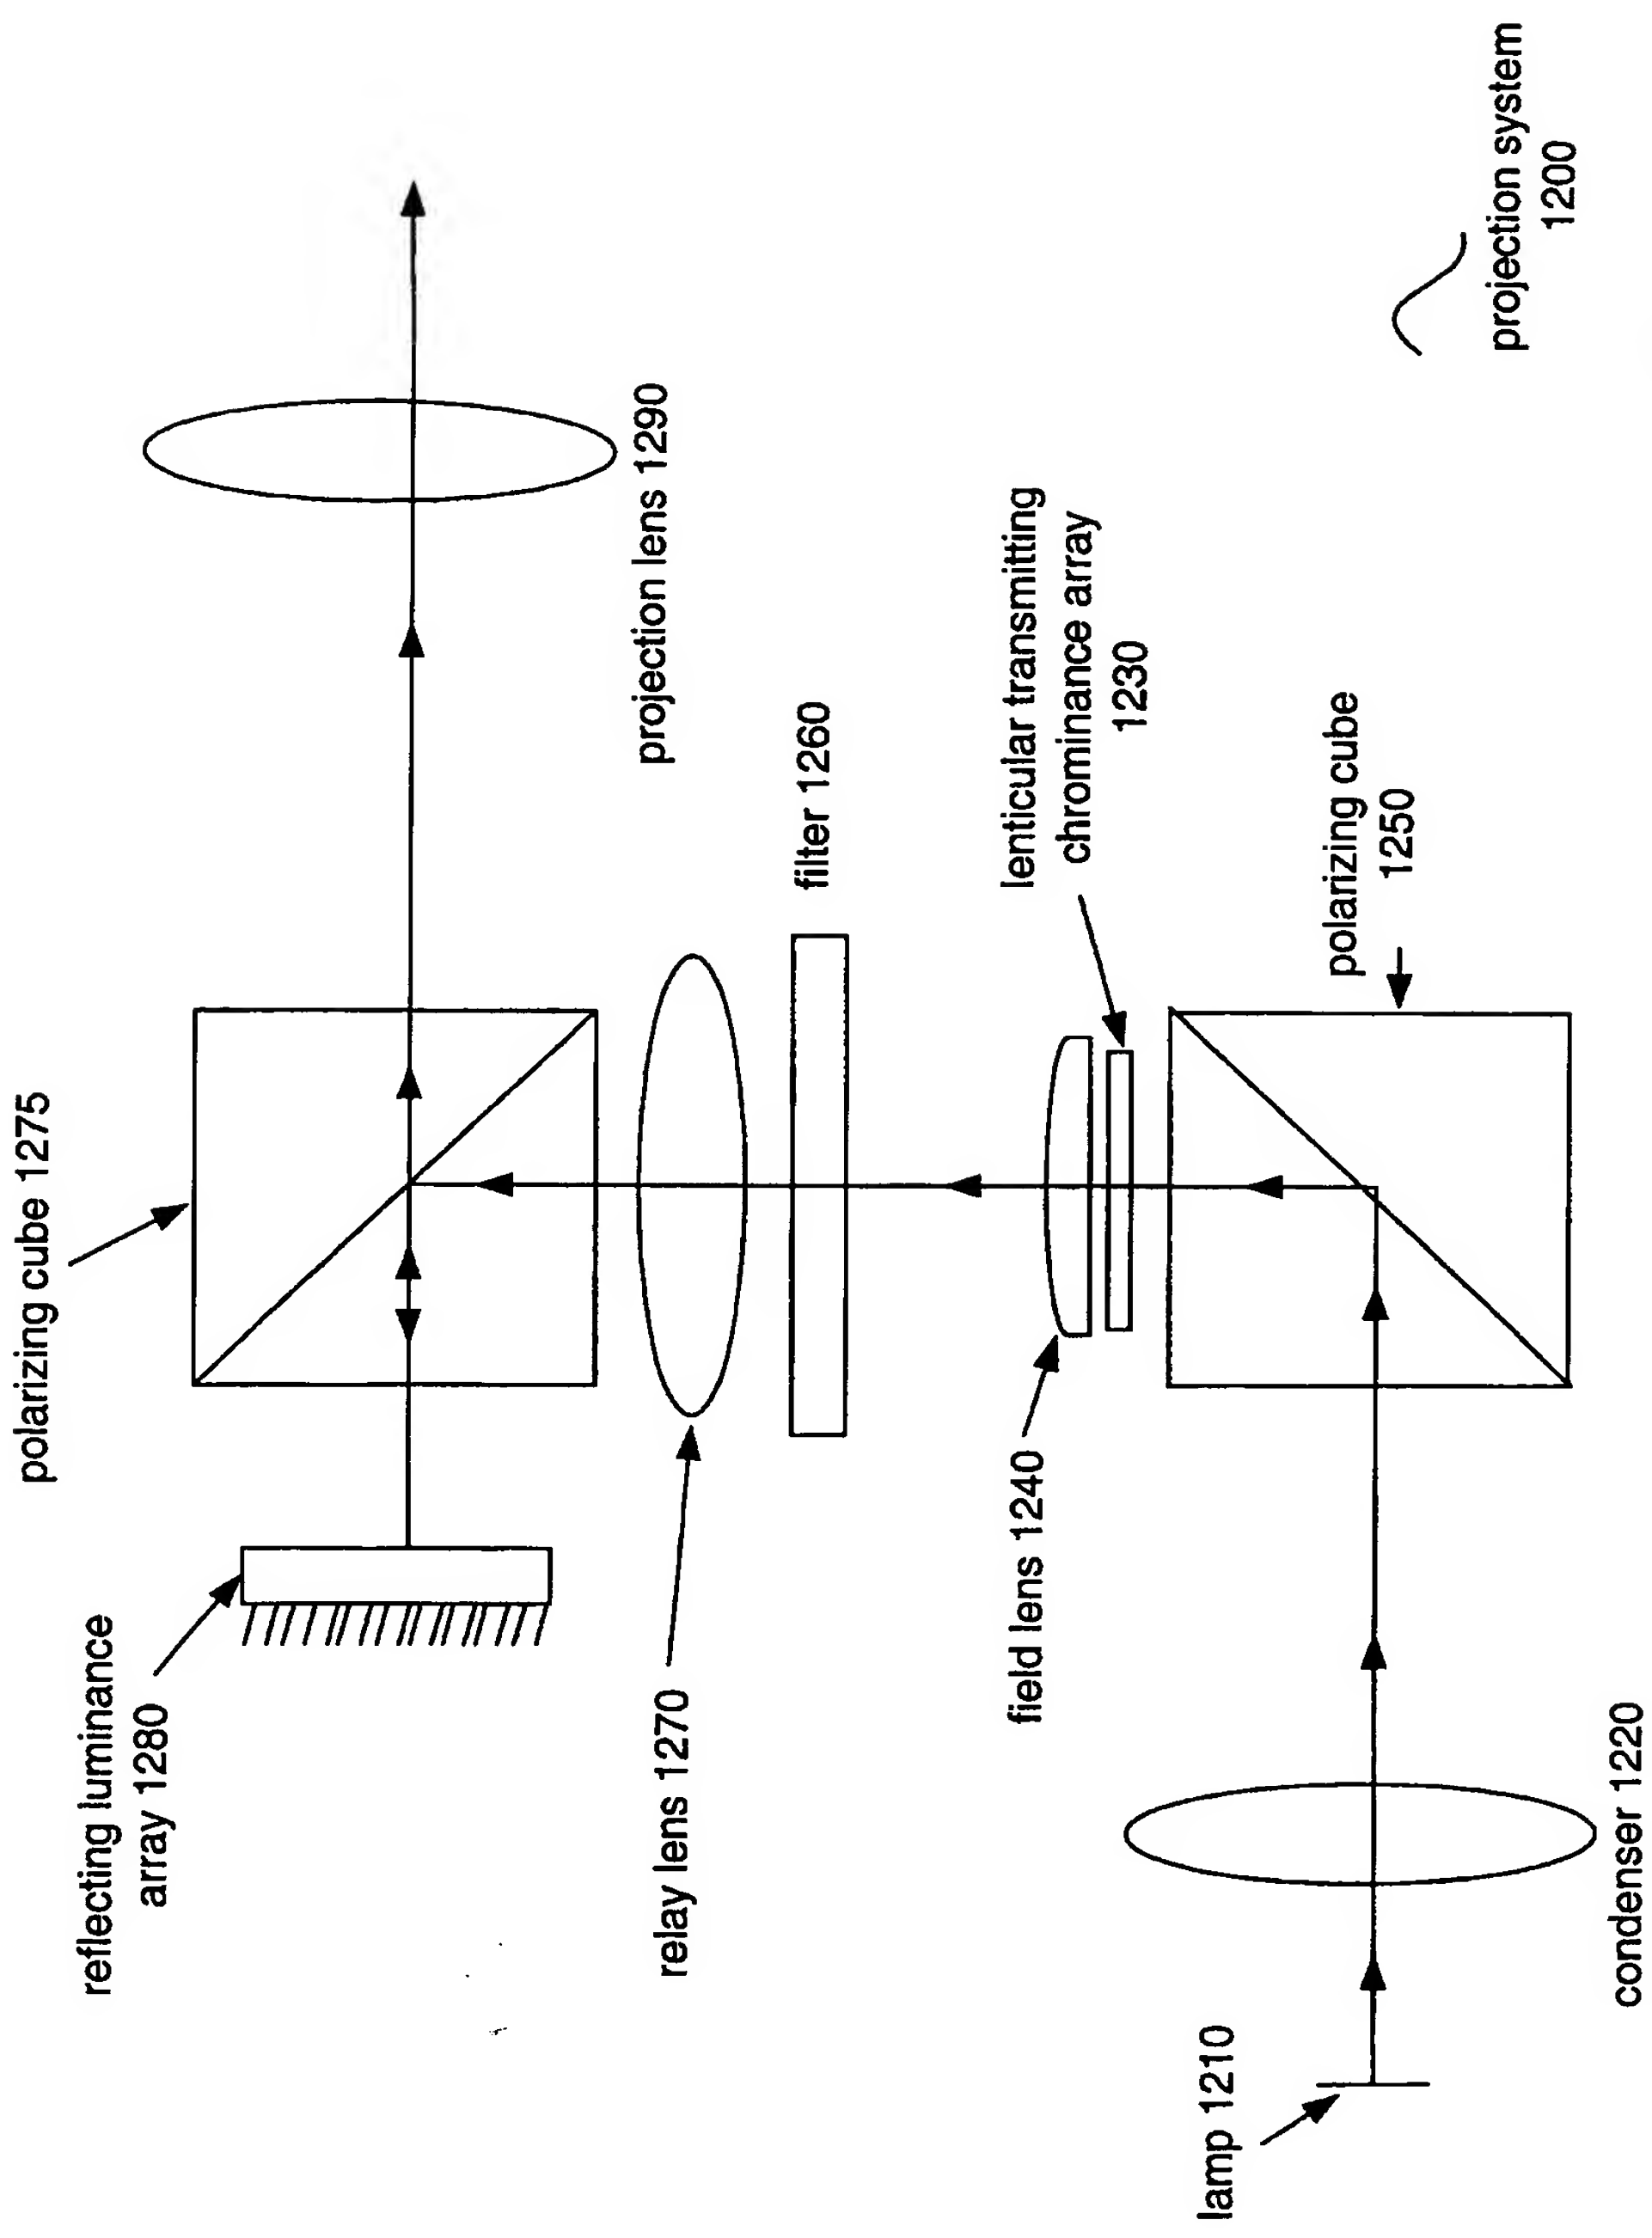 polarizing cube 1275
reflecting luminance
array 1280
relay lens 1270
projection lens 1290
filter 1260
lenticular transmitting
chrominance array
1230
field lens 1240
polarizing cube
1250
lamp 1210
condenser 1220
projection system
1200